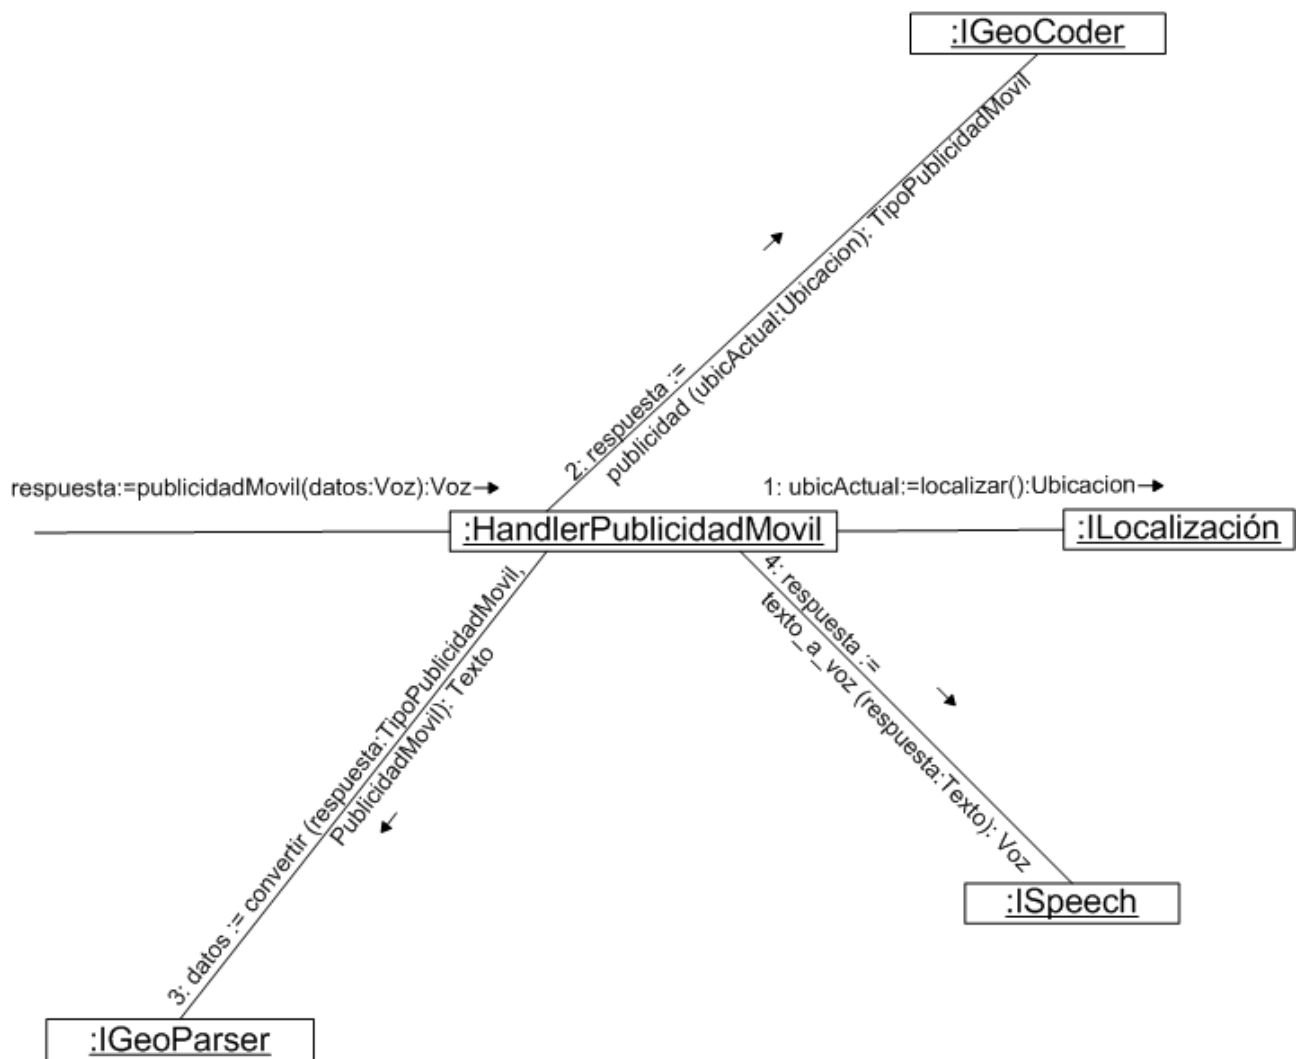 :IGeoCoder
2: respuesta :=
publicidad (ubicActual:Ubicacion): TipoPublicidadMovil
respuesta:=publicidadMovil(datos:Voz):Voz
1: ubicActual:=localizar():Ubicacion
:HandlerPublicidadMovil
:ILocalización
3: datos := convertir (respuesta:TipoPublicidadMovil,
PublicidadMovil): Texto
4: respuesta :=
texto_a_voz (respuesta:Texto): Voz
:ISpeech
:IGeoParser